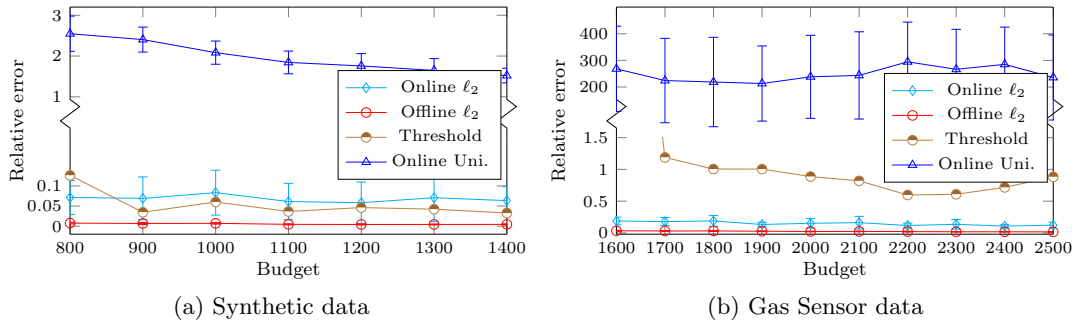 3
2
1
0.1
0.05
0
Relative error
800 900 1000 1100 1200 1300 1400
Budget
Online ℓ2
Offline ℓ2
Threshold
Online Uni.
(a) Synthetic data
400
300
200
1.5
1
0.5
0
Relative error
1600 1700 1800 1900 2000 2100 2200 2300 2400 2500
Budget
Online ℓ2
Offline ℓ2
Threshold
Online Uni.
(b) Gas Sensor data